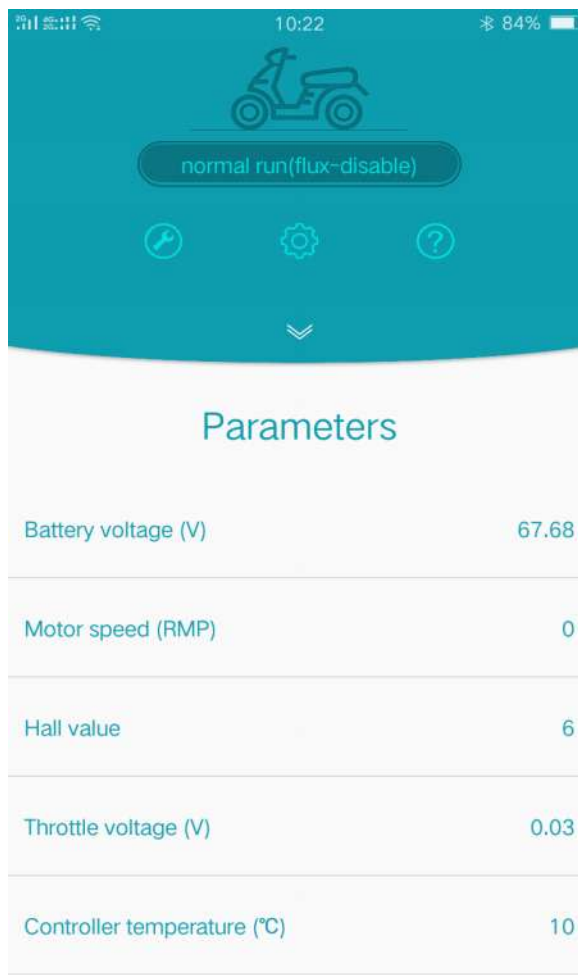 10:22
84%
normal run(flux-disable)
Parameters
Battery voltage (V) 67.68
Motor speed (RMP) 0
Hall value 6
Throttle voltage (V) 0.03
Controller temperature (℃) 10